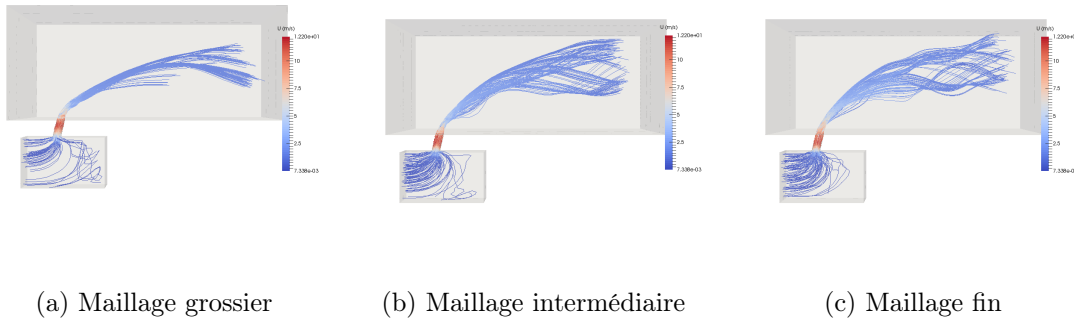 U (m/s)
1.220e+01
10
7.5
5
2.5
7.338e-03
U (m/s)
1.220e+01
10
7.5
5
2.5
7.338e-03
U (m/s)
1.220e+01
10
7.5
5
2.5
7.338e-03
(a) Maillage grossier
(b) Maillage intermédiaire
(c) Maillage fin